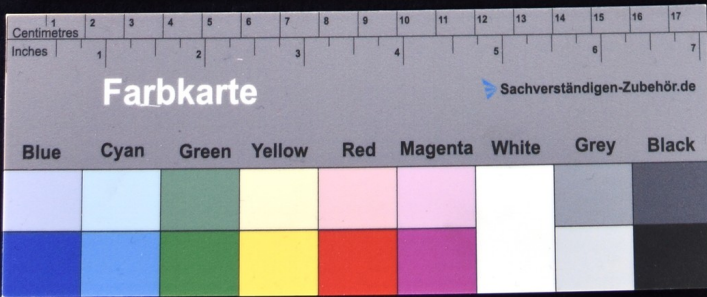 1 2 3 4 5 6 7 8 9 10 11 12 13 14 15 16 17
Centimetres
Inches 1 2 3 4 5 6 7
Farbkarte
Sachverständigen-Zubehör.de
Blue Cyan Green Yellow Red Magenta White Grey Black